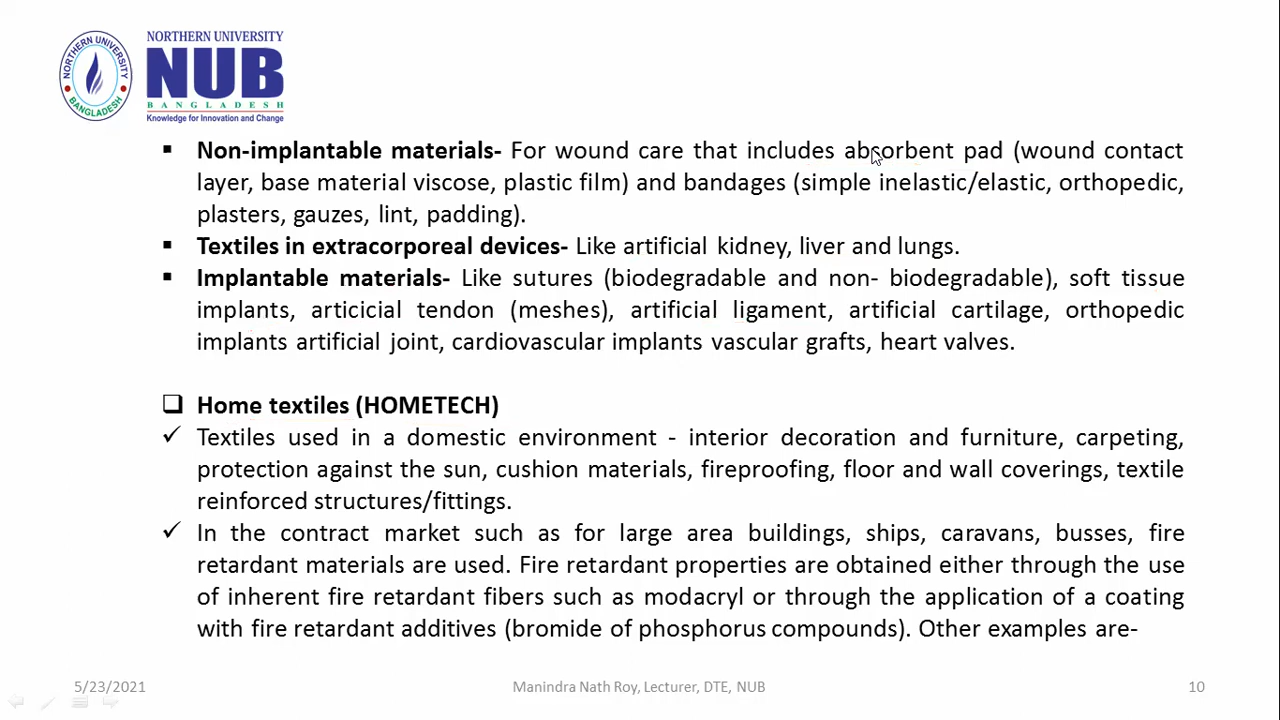 NORTHERN UNIVERSITY
BANGLADESH
NORTHERN UNIVERSITY
NUB
BANGLADESH
Knowledge for Innovation and Change
▪ Non-implantable materials- For wound care that includes absorbent pad (wound contact
layer, base material viscose, plastic film) and bandages (simple inelastic/elastic, orthopedic,
plasters, gauzes, lint, padding).
▪ Textiles in extracorporeal devices- Like artificial kidney, liver and lungs.
▪ Implantable materials- Like sutures (biodegradable and non- biodegradable), soft tissue
implants, articicial tendon (meshes), artificial ligament, artificial cartilage, orthopedic
implants artificial joint, cardiovascular implants vascular grafts, heart valves.
❑ Home textiles (HOMETECH)
✓ Textiles used in a domestic environment - interior decoration and furniture, carpeting,
protection against the sun, cushion materials, fireproofing, floor and wall coverings, textile
reinforced structures/fittings.
✓ In the contract market such as for large area buildings, ships, caravans, busses, fire
retardant materials are used. Fire retardant properties are obtained either through the use
of inherent fire retardant fibers such as modacryl or through the application of a coating
with fire retardant additives (bromide of phosphorus compounds). Other examples are-
5/23/2021
Manindra Nath Roy, Lecturer, DTE, NUB
10